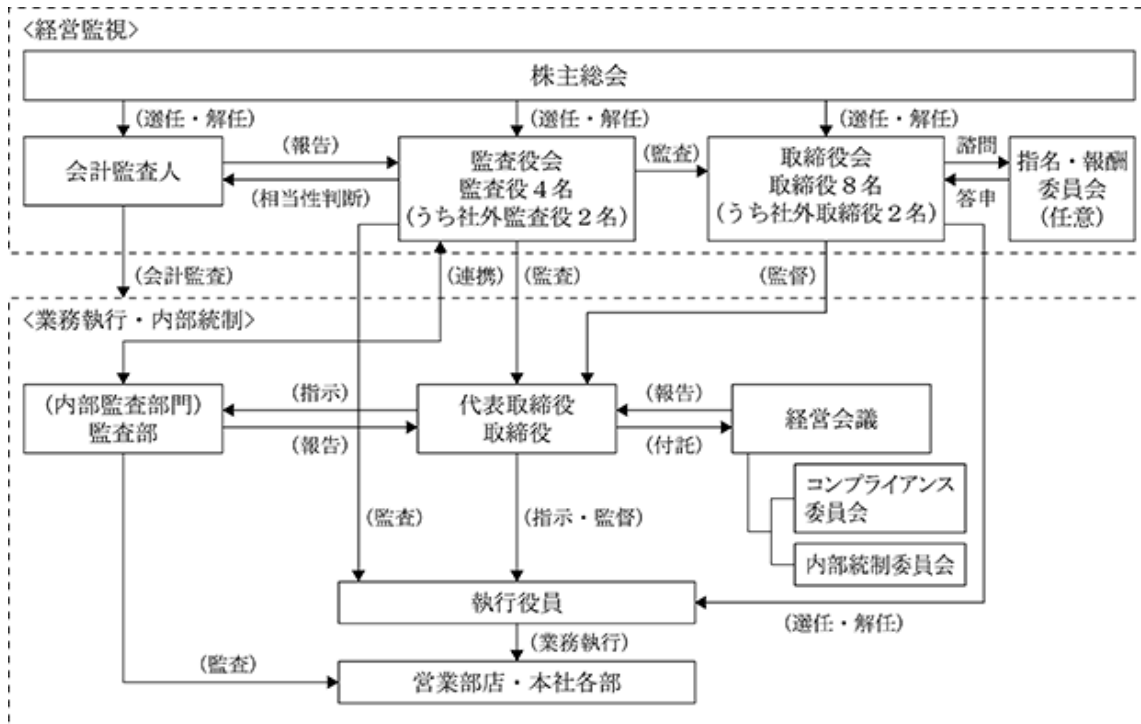 <経営監視>
株主総会
(選任・解任)
(選任・解任)
(選任・解任)
会計監査人
(報告)
(相当性判断)
監査役会
監査役4名
(うち社外監査役2名)
(監査)
取締役会
取締役8名
(うち社外取締役2名)
諮問
答申
指名・報酬
委員会
(任意)
(会計監査)
(連携)
(監査)
(監督)
<業務執行・内部統制>
(内部監査部門)
監査部
(指示)
(報告)
代表取締役
取締役
(報告)
(付託)
経営会議
コンプライアンス
委員会
内部統制委員会
(監査)
(指示・監督)
執行役員
(選任・解任)
(業務執行)
(監査)
営業部店・本社各部